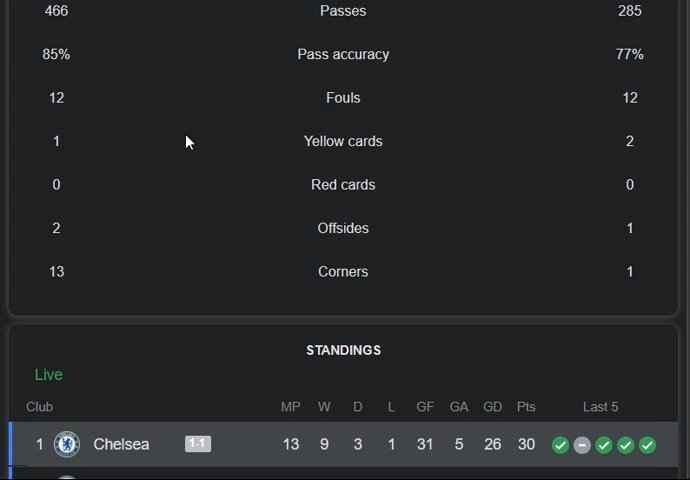 466 Passes 285
85% Pass accuracy 77%
12 Fouls 12
1 Yellow cards 2
0 Red cards 0
2 Offsides 1
13 Corners 1
STANDINGS
Live
Club MP W D L GF GA GD Pts Last 5
1 Chelsea 1-1 13 9 3 1 31 5 26 30